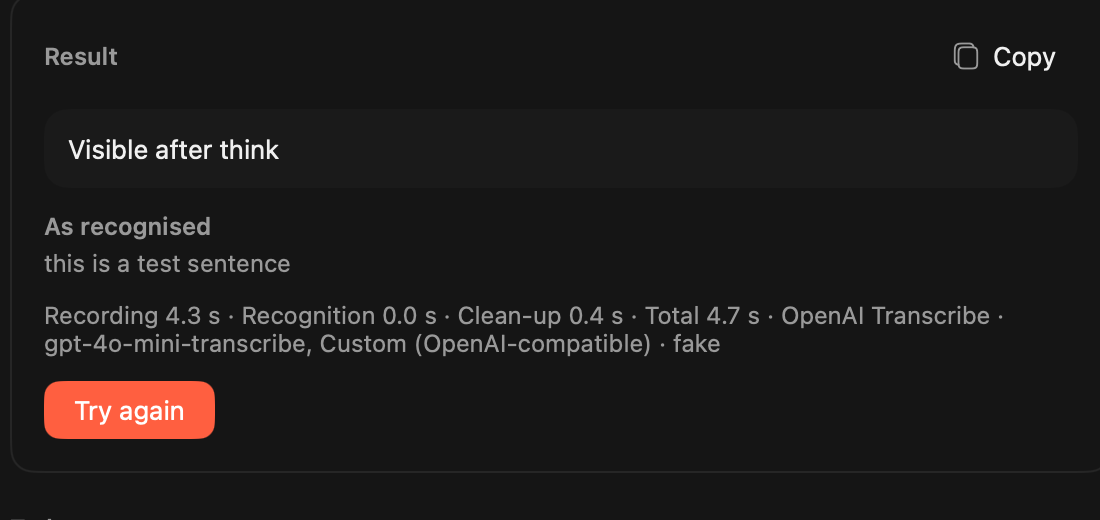 Result
Copy
Visible after think
As recognised
this is a test sentence
Recording 4.3 s · Recognition 0.0 s · Clean-up 0.4 s · Total 4.7 s · OpenAI Transcribe ·
gpt-4o-mini-transcribe, Custom (OpenAI-compatible) · fake
Try again